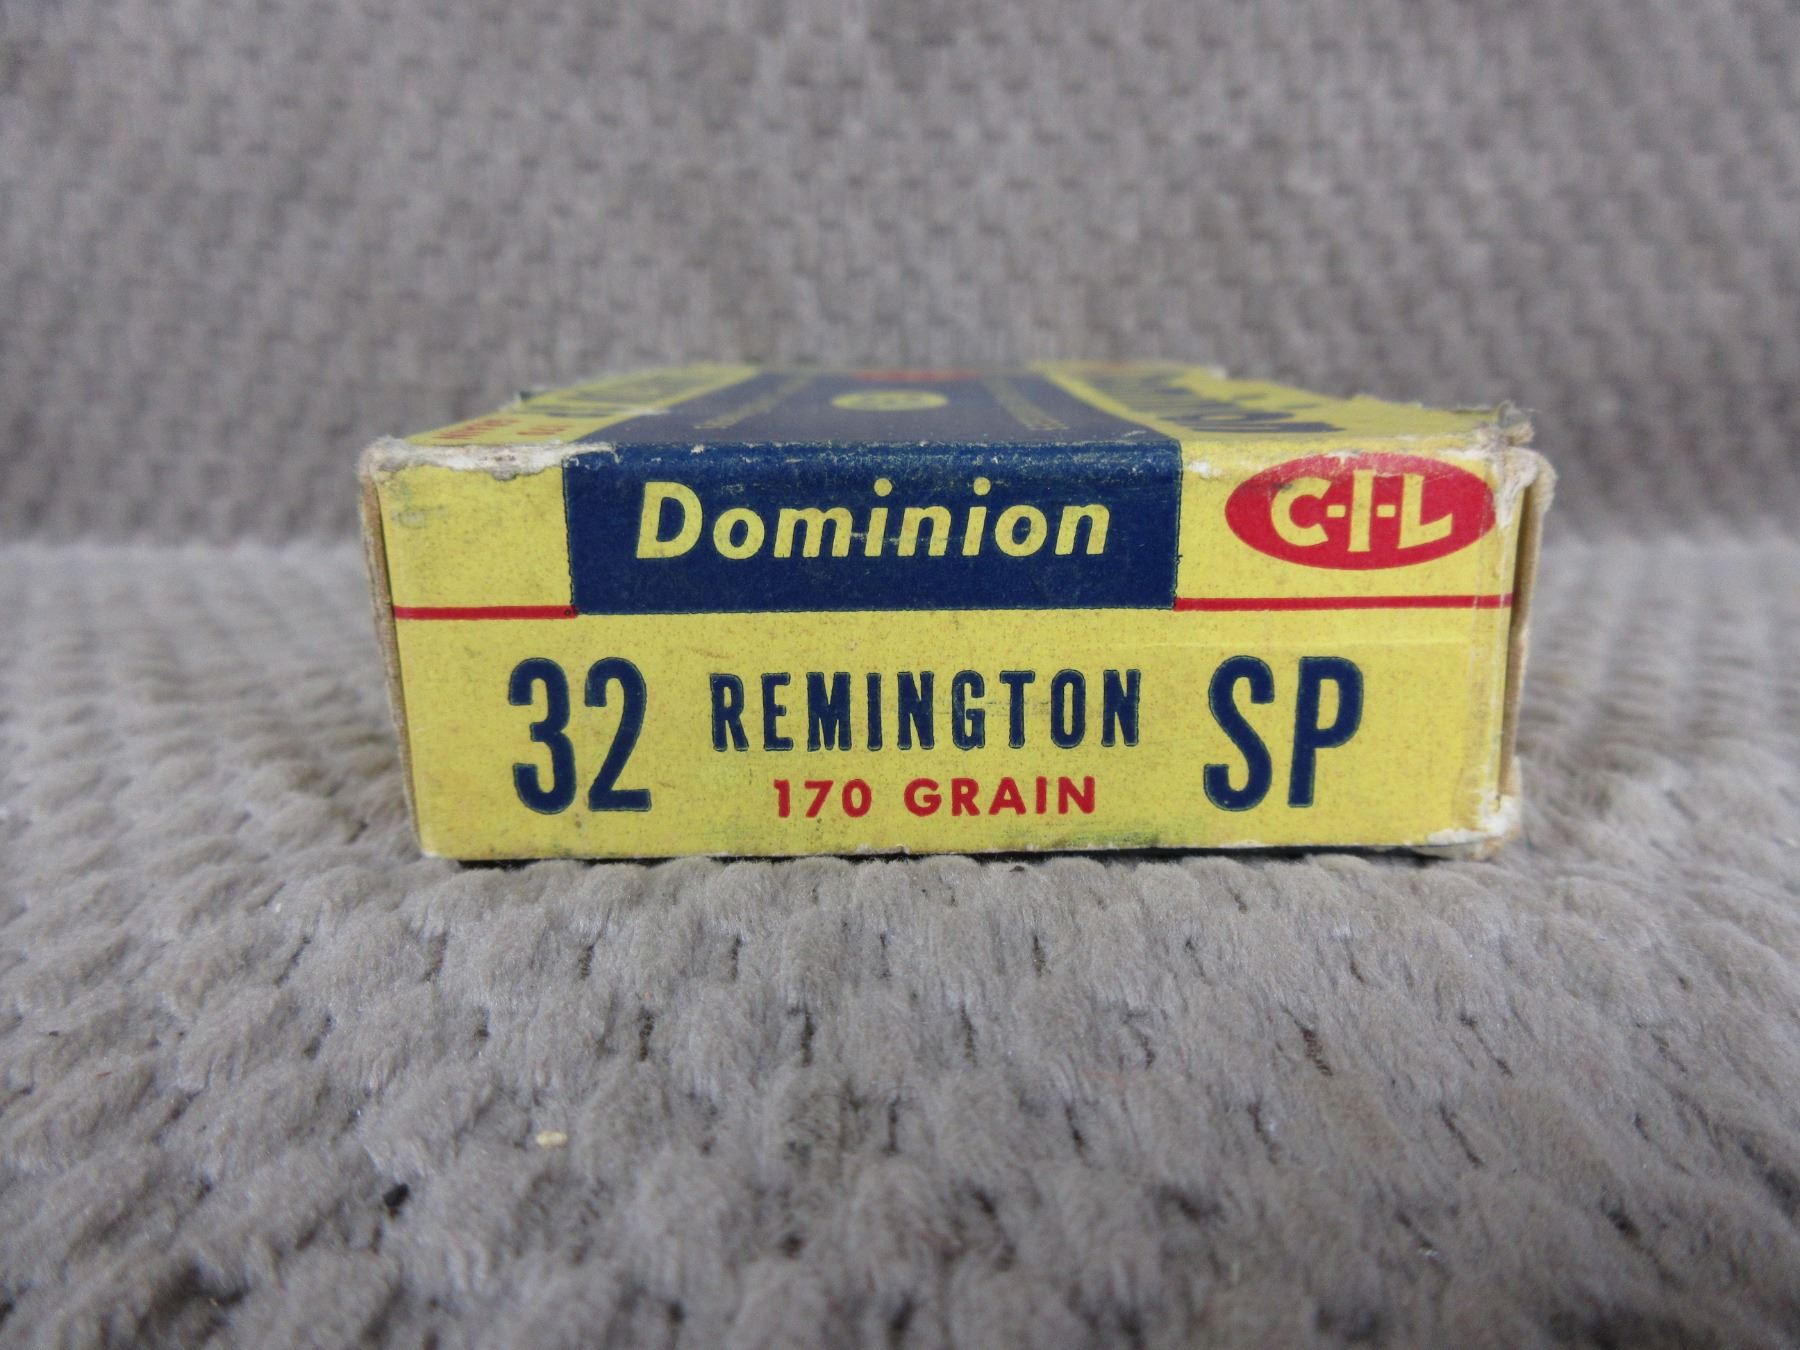 Dominion
C-I-L
32 REMINGTON SP
170 GRAIN